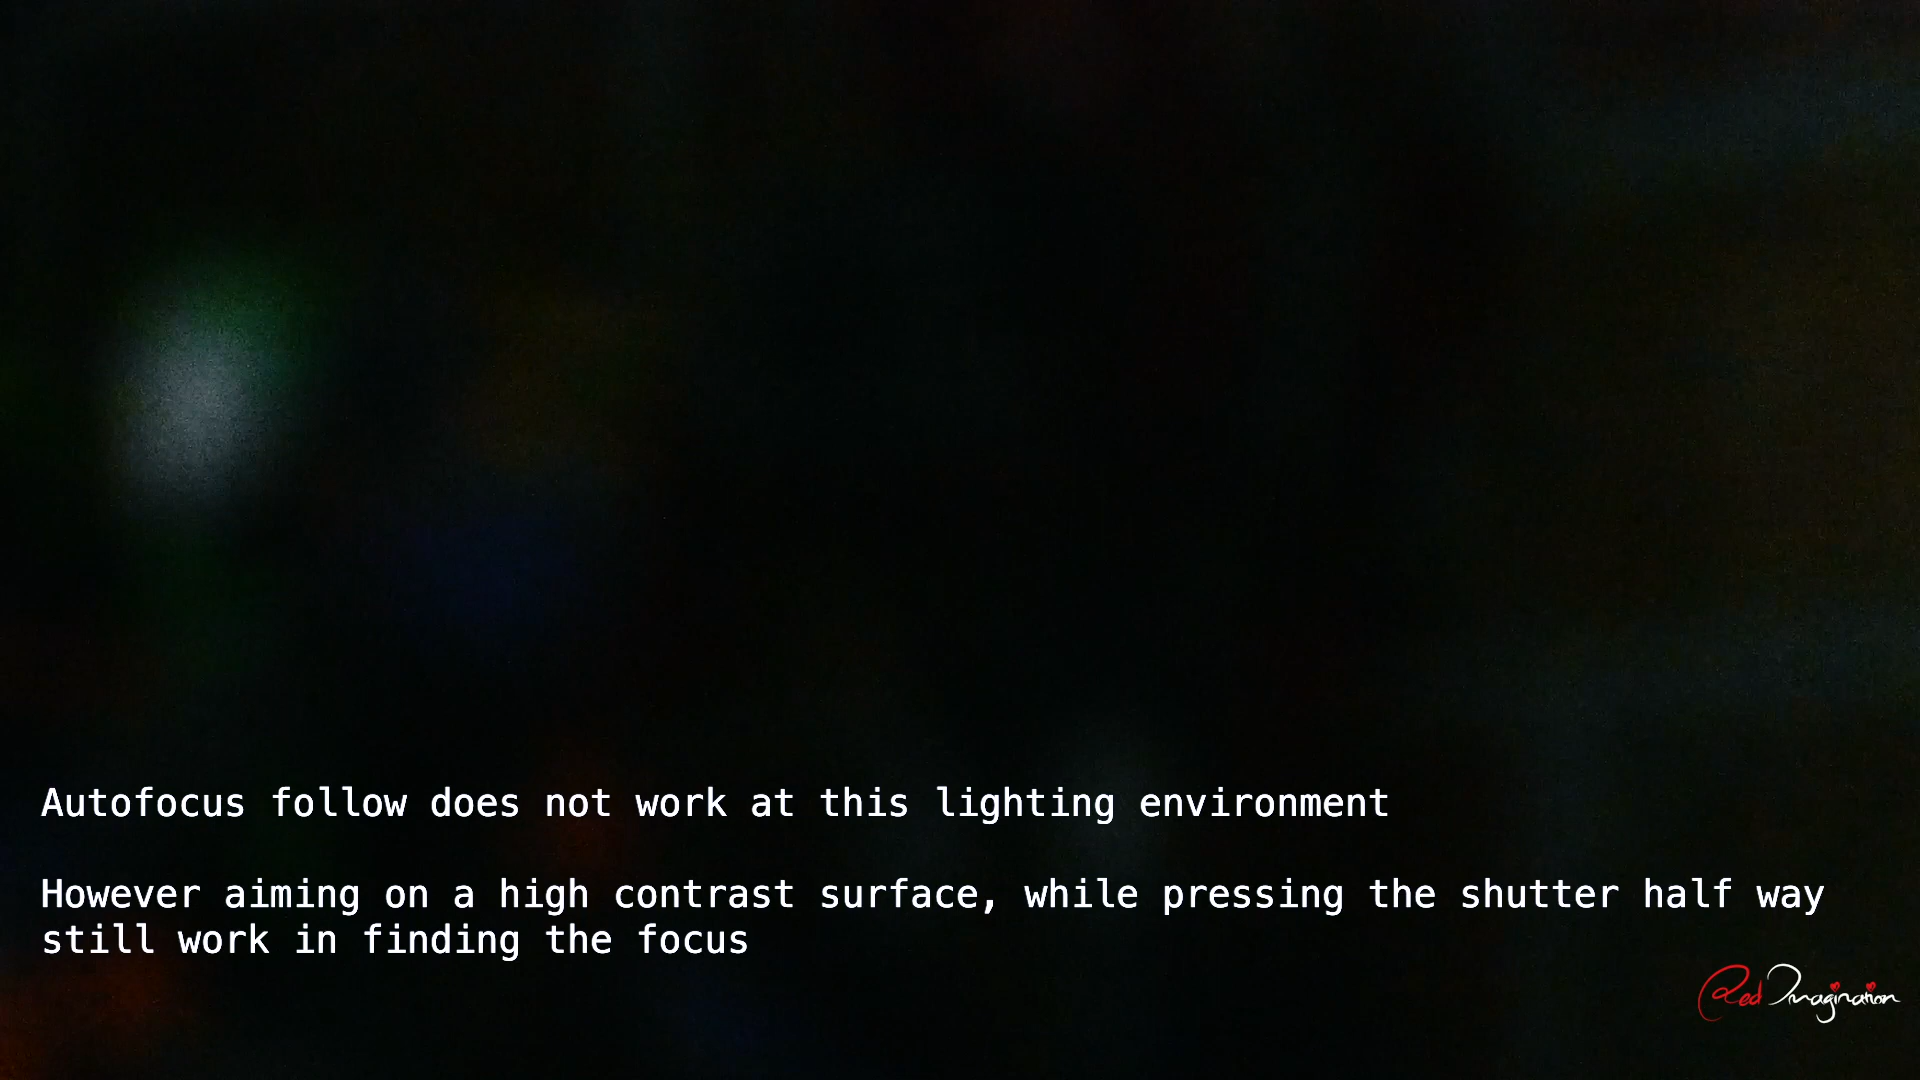 Autofocus follow does not work at this lighting environment
However aiming on a high contrast surface, while pressing the shutter half way
still work in finding the focus
Red Imagination